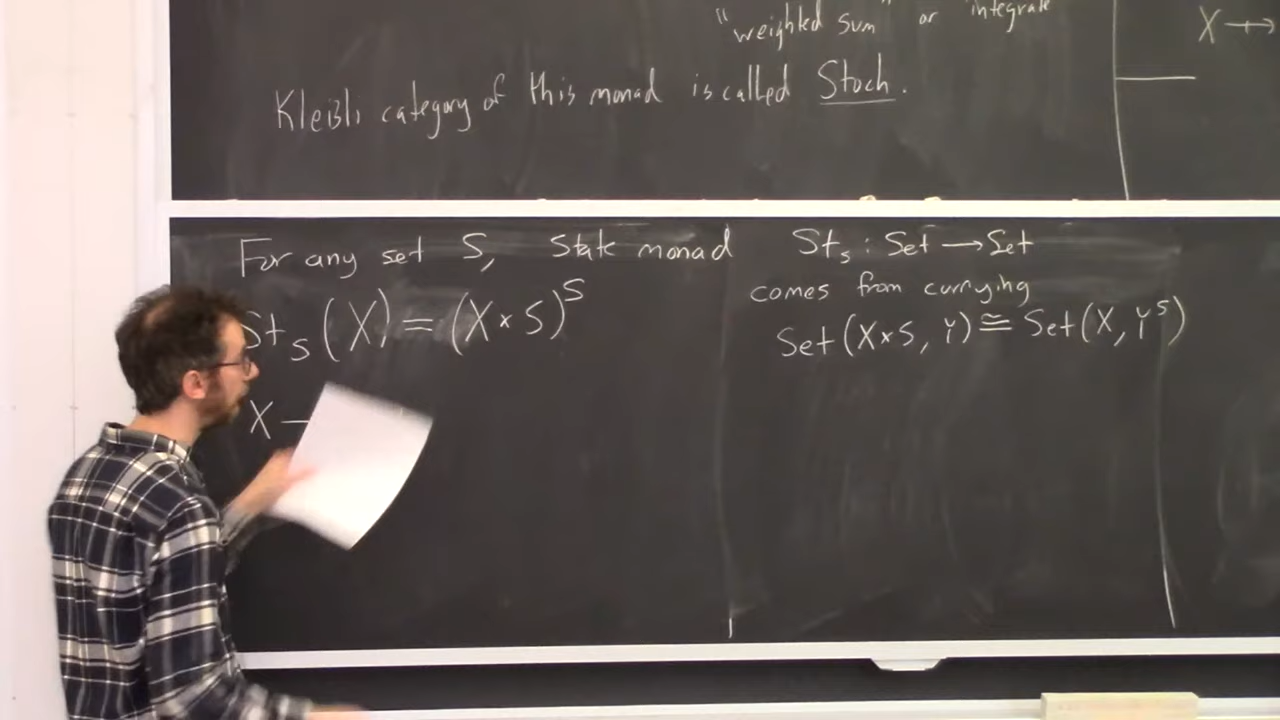 "weighted sum" or integrate
X ↦
Kleisli category of this monad is called Stoch.
For any set S, State monad St_S : Set → Set
comes from currying
St_S(X) = (X × S)^S
Set(X × S, Y) ≅ Set(X, Y^S)
X —